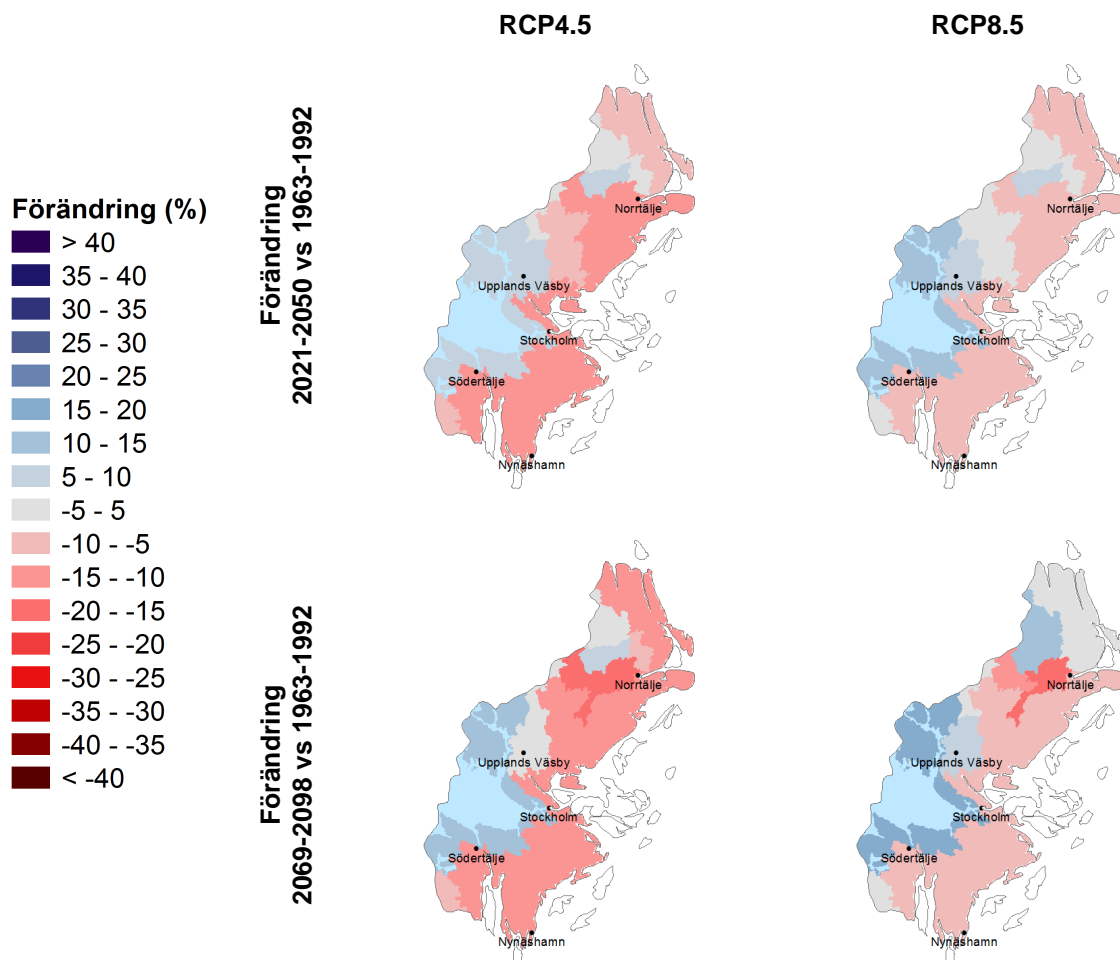 RCP4.5
RCP8.5
Förändring
2021-2050 vs 1963-1992
Förändring (%)
> 40
35 - 40
30 - 35
25 - 30
20 - 25
15 - 20
10 - 15
5 - 10
-5 - 5
-10 - -5
-15 - -10
-20 - -15
-25 - -20
-30 - -25
-35 - -30
-40 - -35
< -40
Norrtälje
Upplands Väsby
Stockholm
Södertälje
Nynäshamn
Norrtälje
Upplands Väsby
Stockholm
Södertälje
Nynäshamn
Förändring
2069-2098 vs 1963-1992
Norrtälje
Upplands Väsby
Stockholm
Södertälje
Nynäshamn
Norrtälje
Upplands Väsby
Stockholm
Södertälje
Nynäshamn